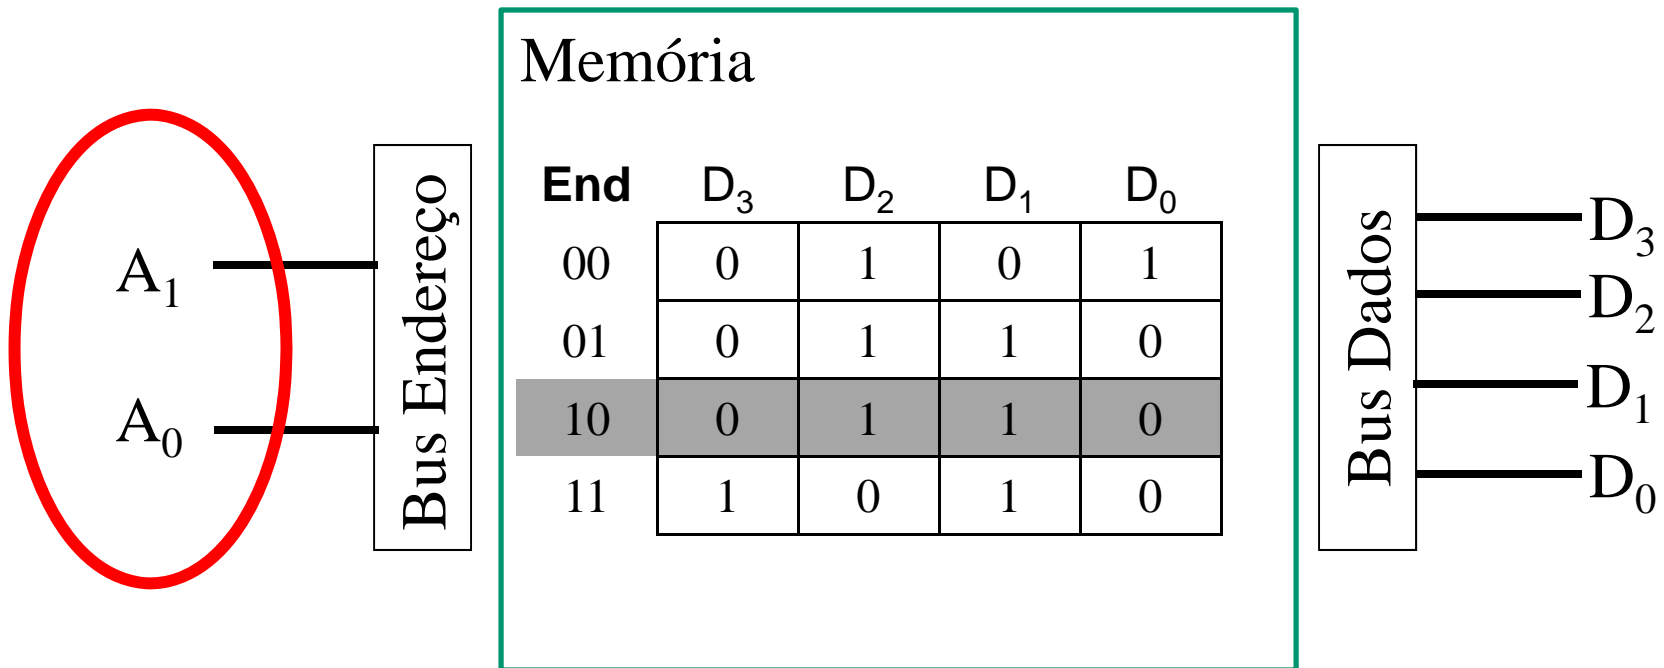 Memória
A₁
A₀
Bus Endereço
End D₃ D₂ D₁ D₀
00 0 1 0 1
01 0 1 1 0
10 0 1 1 0
11 1 0 1 0
Bus Dados
D₃
D₂
D₁
D₀